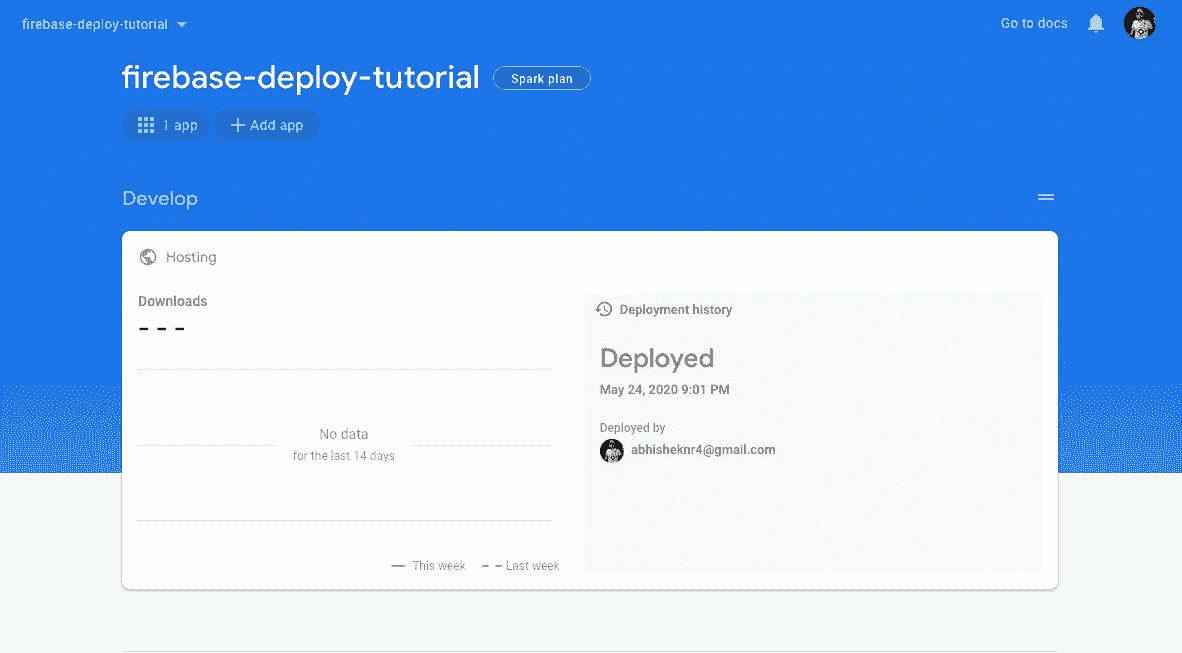 firebase-deploy-tutorial
Go to docs
firebase-deploy-tutorial
Spark plan
1 app
Add app
Develop
Hosting
Downloads
- - -
Deployment history
Deployed
May 24, 2020 9:01 PM
Deployed by
abhisheknr4@gmail.com
No data
for the last 14 days
This week
Last week